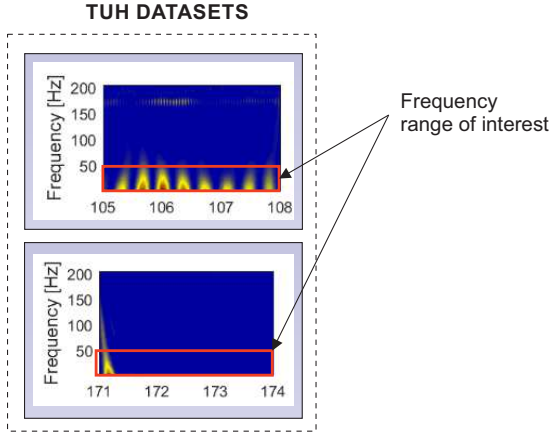 TUH DATASETS
Frequency [Hz]
200
150
100
50
105 106 107 108
Frequency
range of interest
Frequency [Hz]
200
150
100
50
171 172 173 174